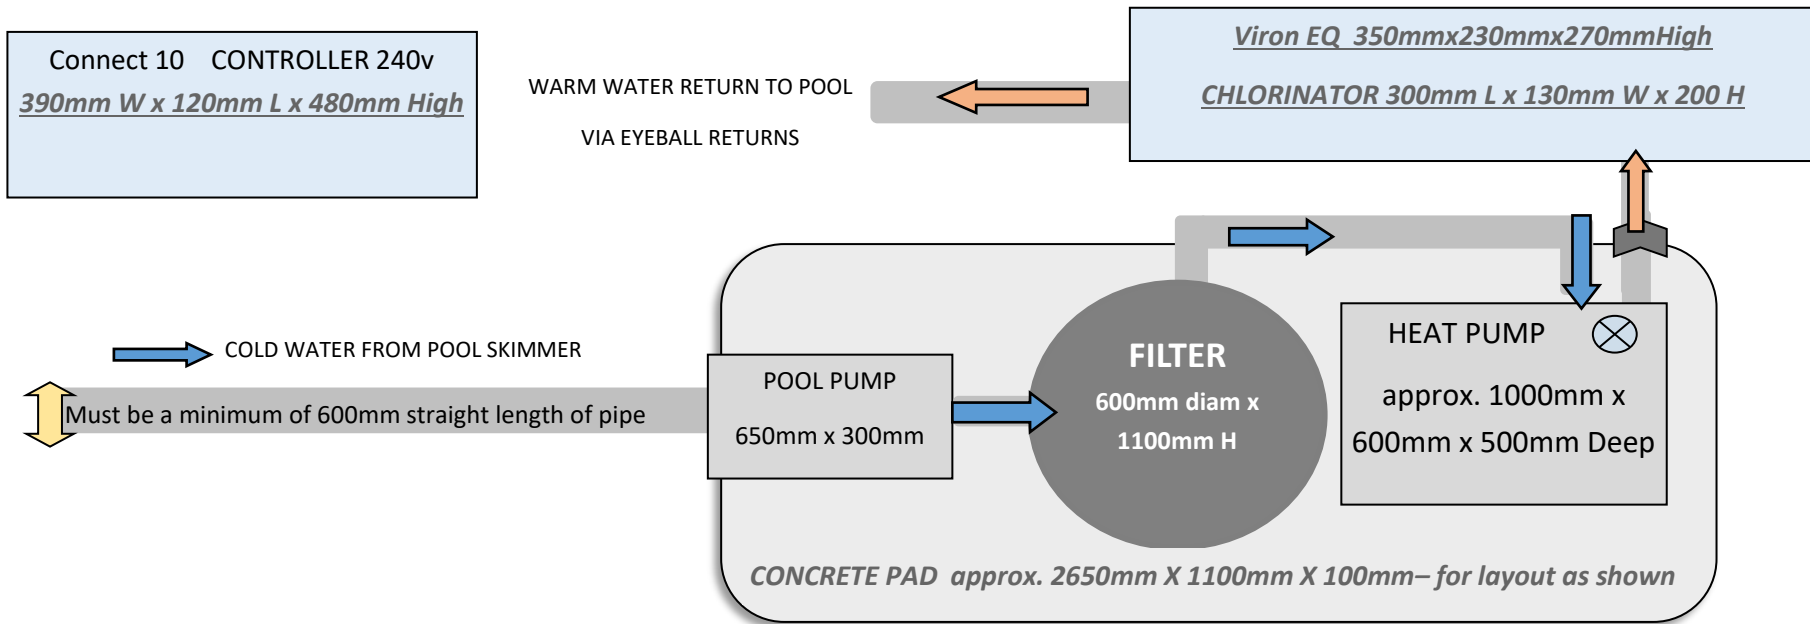 Connect 10 CONTROLLER 240v
390mm W x 120mm L x 480mm High
WARM WATER RETURN TO POOL
VIA EYEBALL RETURNS
Viron EQ 350mmx230mmx270mmHigh
CHLORINATOR 300mm L x 130mm W x 200 H
COLD WATER FROM POOL SKIMMER
Must be a minimum of 600mm straight length of pipe
POOL PUMP
650mm x 300mm
FILTER
600mm diam x
1100mm H
HEAT PUMP
approx. 1000mm x
600mm x 500mm Deep
CONCRETE PAD approx. 2650mm X 1100mm X 100mm– for layout as shown